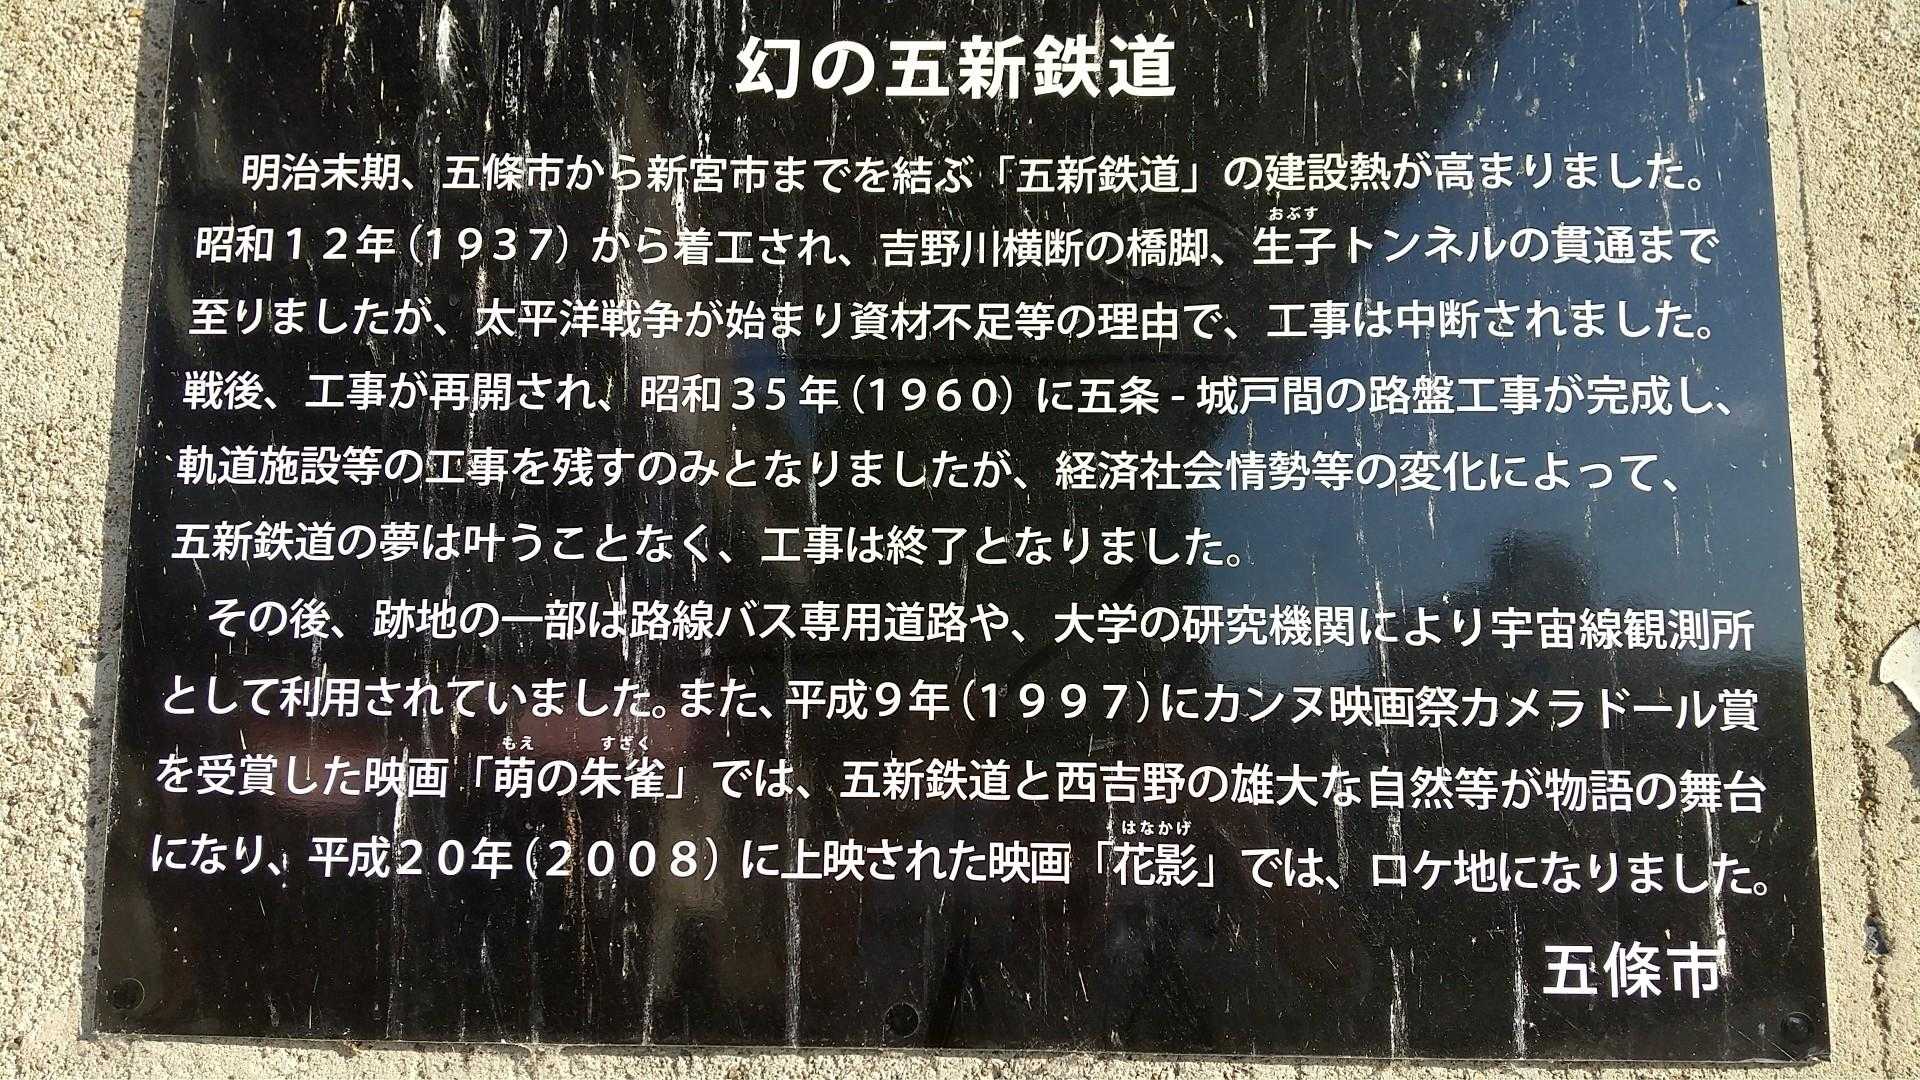 幻の五新鉄道
明治末期、五條市から新宮市までを結ぶ「五新鉄道」の建設熱が高まりました。
おぶす
昭和１２年（１９３７）から着工され、吉野川横断の橋脚、生子トンネルの貫通まで
至りましたが、太平洋戦争が始まり資材不足等の理由で、工事は中断されました。
戦後、工事が再開され、昭和３５年（１９６０）に五条-城戸間の路盤工事が完成し、
軌道施設等の工事を残すのみとなりましたが、経済社会情勢等の変化によって、
五新鉄道の夢は叶うことなく、工事は終了となりました。
その後、跡地の一部は路線バス専用道路や、大学の研究機関により宇宙線観測所
として利用されていました。また、平成９年（１９９７）にカンヌ映画祭カメラドール賞
もえ すざく
を受賞した映画「萌の朱雀」では、五新鉄道と西吉野の雄大な自然等が物語の舞台
はなかげ
になり、平成２０年（２００８）に上映された映画「花影」では、ロケ地になりました。
五條市